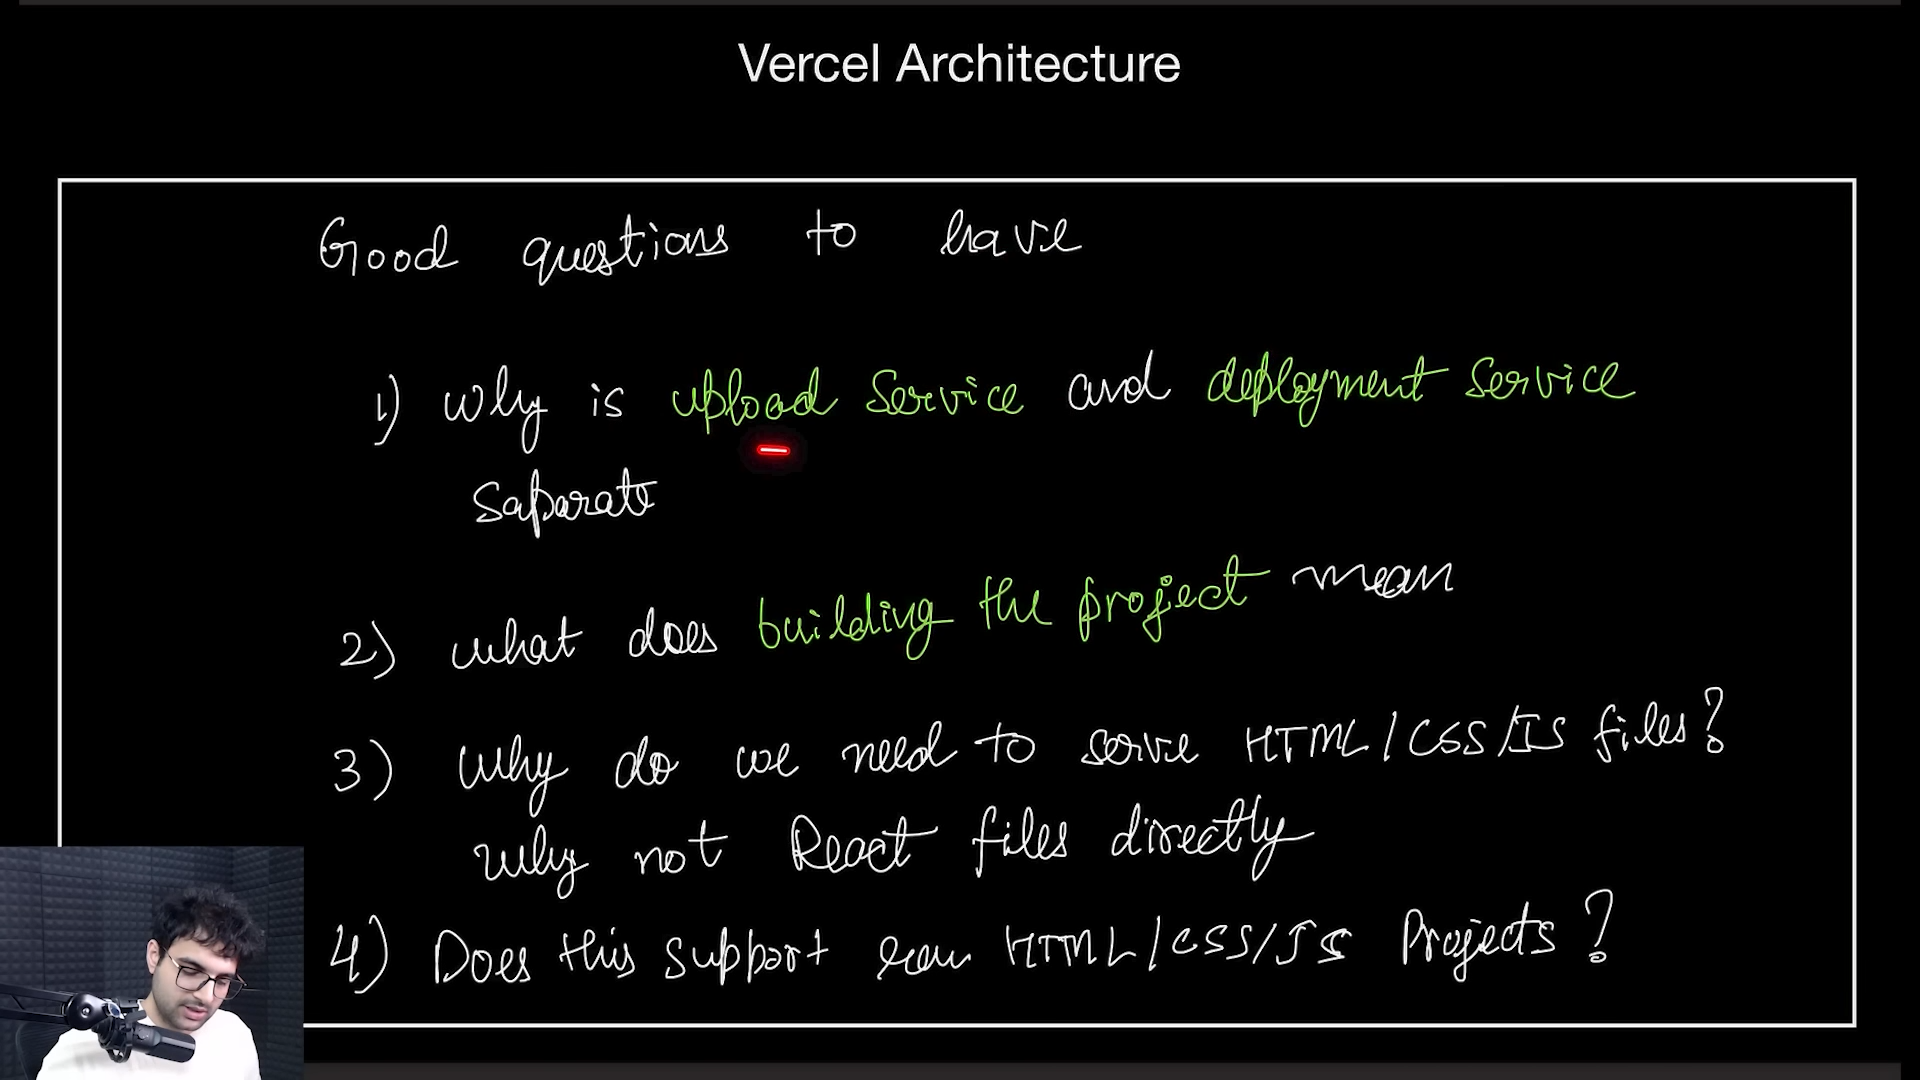 Vercel Architecture
Good questions to have
1) Why is upload service and deployment service
saparate
2) what does building the project mean
3) Why do we need to serve HTML/CSS/JS files?
Why not React files directly
4) Does this support raw HTML/CSS/JS Projects?